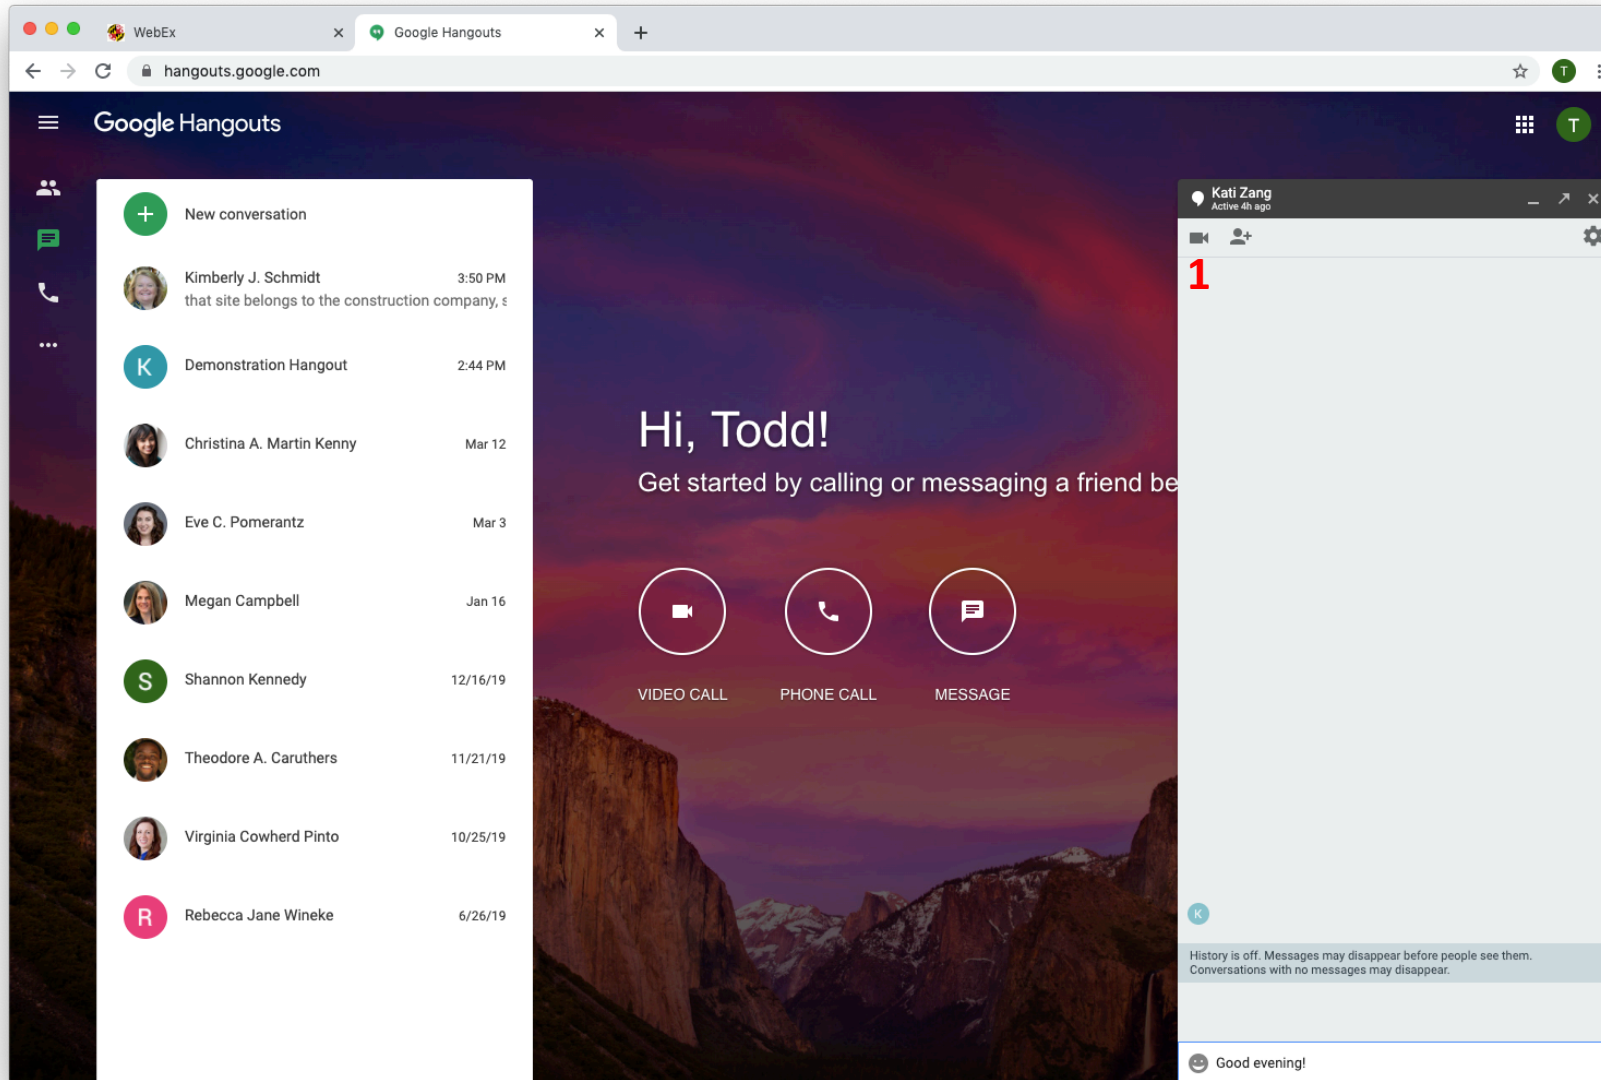 WebEx
Google Hangouts
hangouts.google.com
T
Google Hangouts
T
New conversation
Kimberly J. Schmidt 3:50 PM
that site belongs to the construction company, s
K Demonstration Hangout 2:44 PM
Christina A. Martin Kenny Mar 12
Eve C. Pomerantz Mar 3
Megan Campbell Jan 16
S Shannon Kennedy 12/16/19
Theodore A. Caruthers 11/21/19
Virginia Cowherd Pinto 10/25/19
R Rebecca Jane Wineke 6/26/19
Hi, Todd!
Get started by calling or messaging a friend be
VIDEO CALL PHONE CALL MESSAGE
Kati Zang
Active 4h ago
1
K
History is off. Messages may disappear before people see them.
Conversations with no messages may disappear.
Good evening!